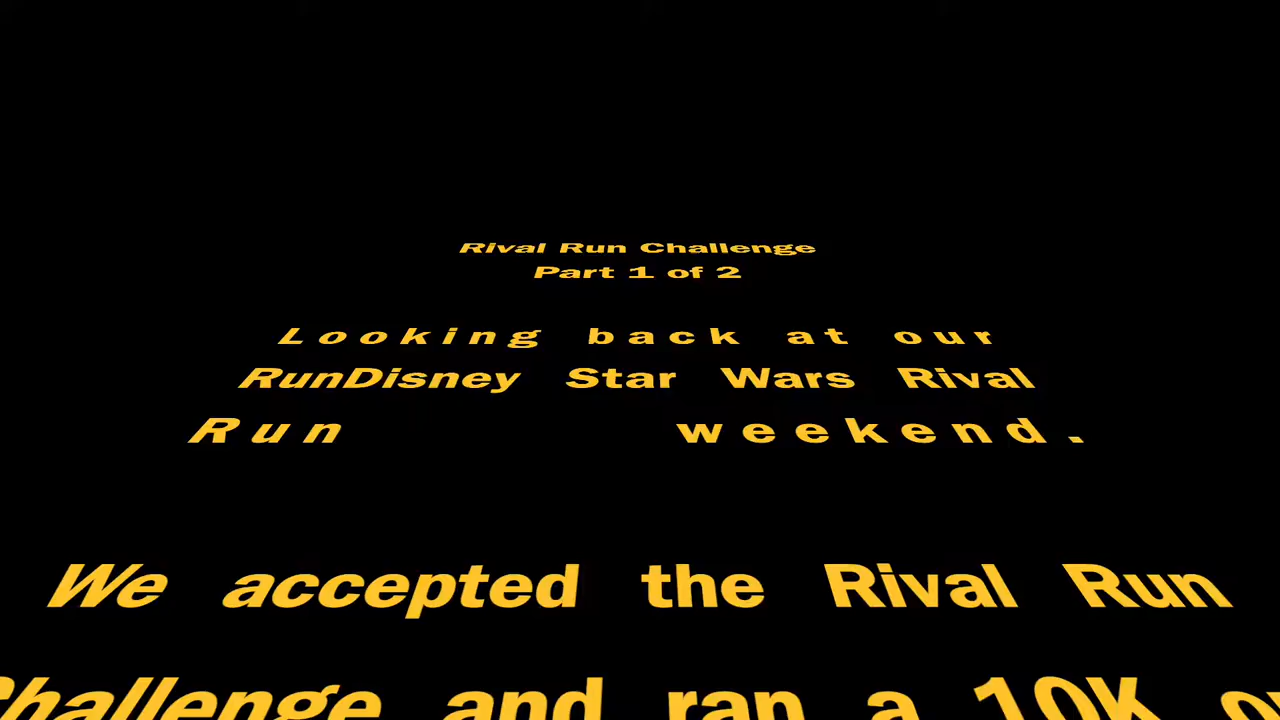 Rival Run Challenge
Part 1 of 2
Looking back at our
RunDisney Star Wars Rival
Run weekend.
We accepted the Rival Run
Challenge and ran a 10K